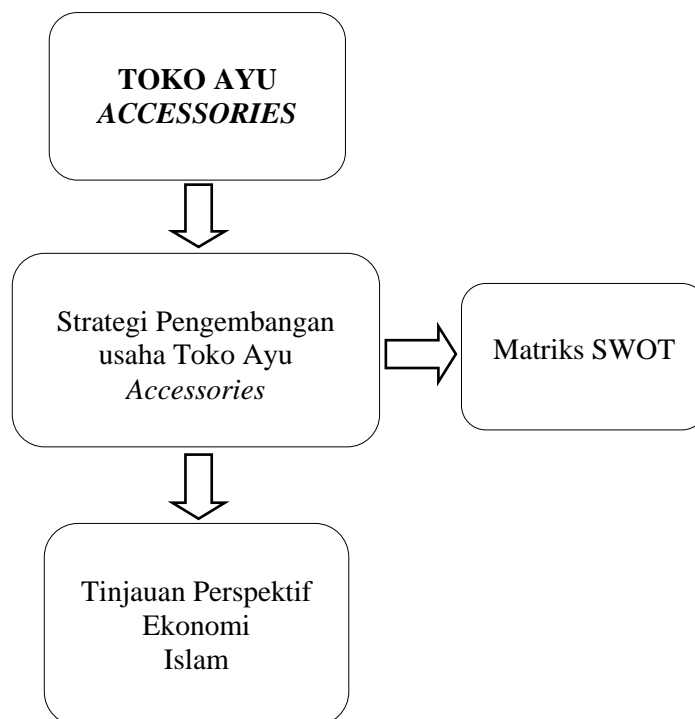 TOKO AYU
ACCESSORIES
Strategi Pengembangan
usaha Toko Ayu
Accessories
Matriks SWOT
Tinjauan Perspektif
Ekonomi
Islam